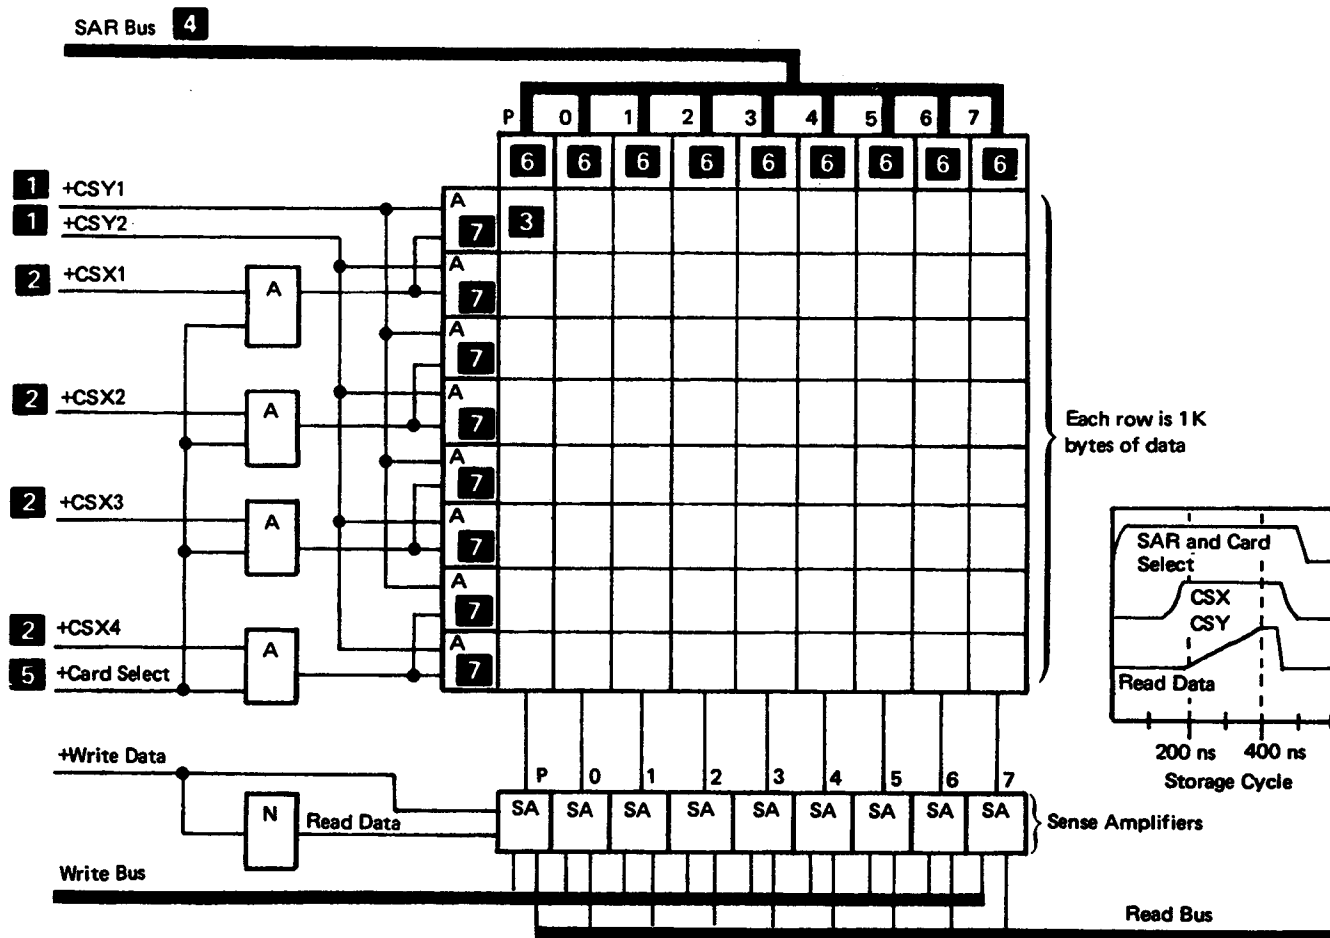 SAR Bus 4
P 0 1 2 3 4 5 6 7
6 6 6 6 6 6 6 6 6
1 +CSY1
1 +CSY2
2 +CSX1
A
2 +CSX2
A
2 +CSX3
A
2 +CSX4
A
5 +Card Select
A
7 3
A
7
A
7
A
7
A
7
A
7
A
7
A
7
Each row is 1K
bytes of data
SAR and Card
Select
CSX
CSY
Read Data
200 ns 400 ns
Storage Cycle
+Write Data
N
Read Data
P 0 1 2 3 4 5 6 7
SA SA SA SA SA SA SA SA SA
Sense Amplifiers
Write Bus
Read Bus